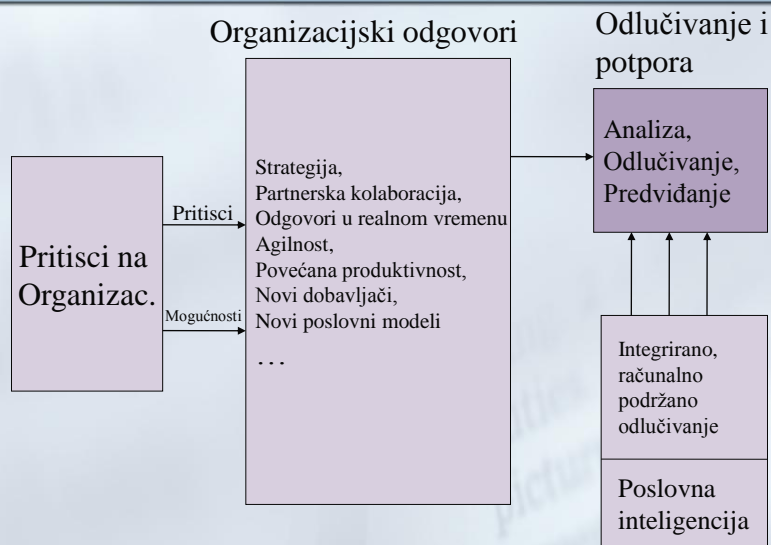 Organizacijski odgovori
Odlučivanje i
potpora
Pritisci na
Organizac.
Pritisci
Mogućnosti
Strategija,
Partnerska kolaboracija,
Odgovori u realnom vremenu
Agilnost,
Povećana produktivnost,
Novi dobavljači,
Novi poslovni modeli
…
Analiza,
Odlučivanje,
Predviđanje
Integrirano,
računalno
podržano
odlučivanje
Poslovna
inteligencija